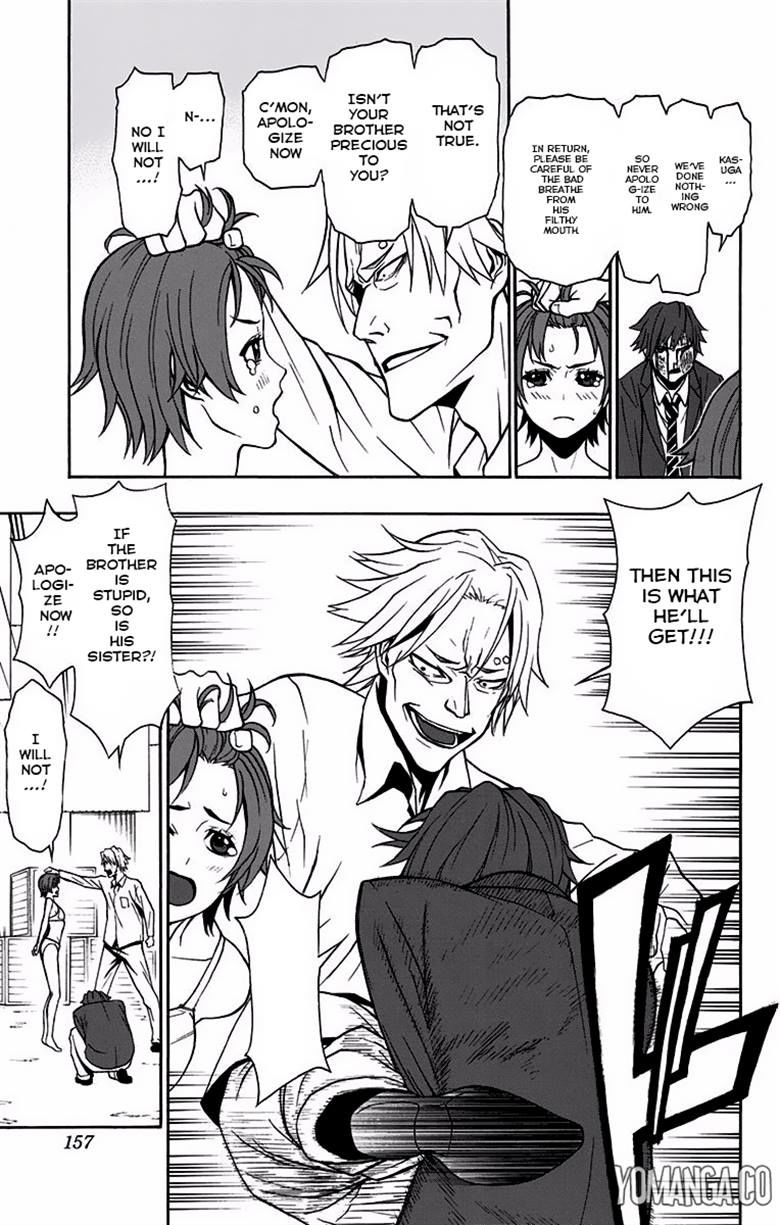 KAS-
UGA
...
WE'VE
DONE
NOTH-
ING
WRONG
SO
NEVER
APOLO
G-IZE
TO
HIM.
IN RETURN,
PLEASE BE
CAREFUL OF
THE BAD
BREATHE
FROM
HIS
FILTHY
MOUTH.
THAT'S
NOT
TRUE.
ISN'T
YOUR
BROTHER
PRECIOUS
TO
YOU?
C'MON,
APOLO-
GIZE
NOW
N-...
NO I
WILL
NOT
...!
THEN THIS
IS WHAT
HE'LL
GET!!!
IF
THE
BROTHER
IS
STUPID,
SO
IS
HIS
SISTER?!
APO-
LOGI-
ZE
NOW
!!
I
WILL
NOT
...!
157
YOMANGA.CO